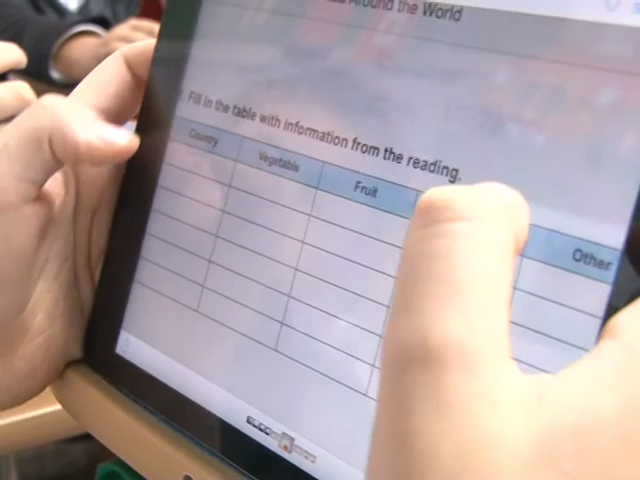 Around the World
Fill in the table with information from the reading.
Country Vegetable Fruit Other